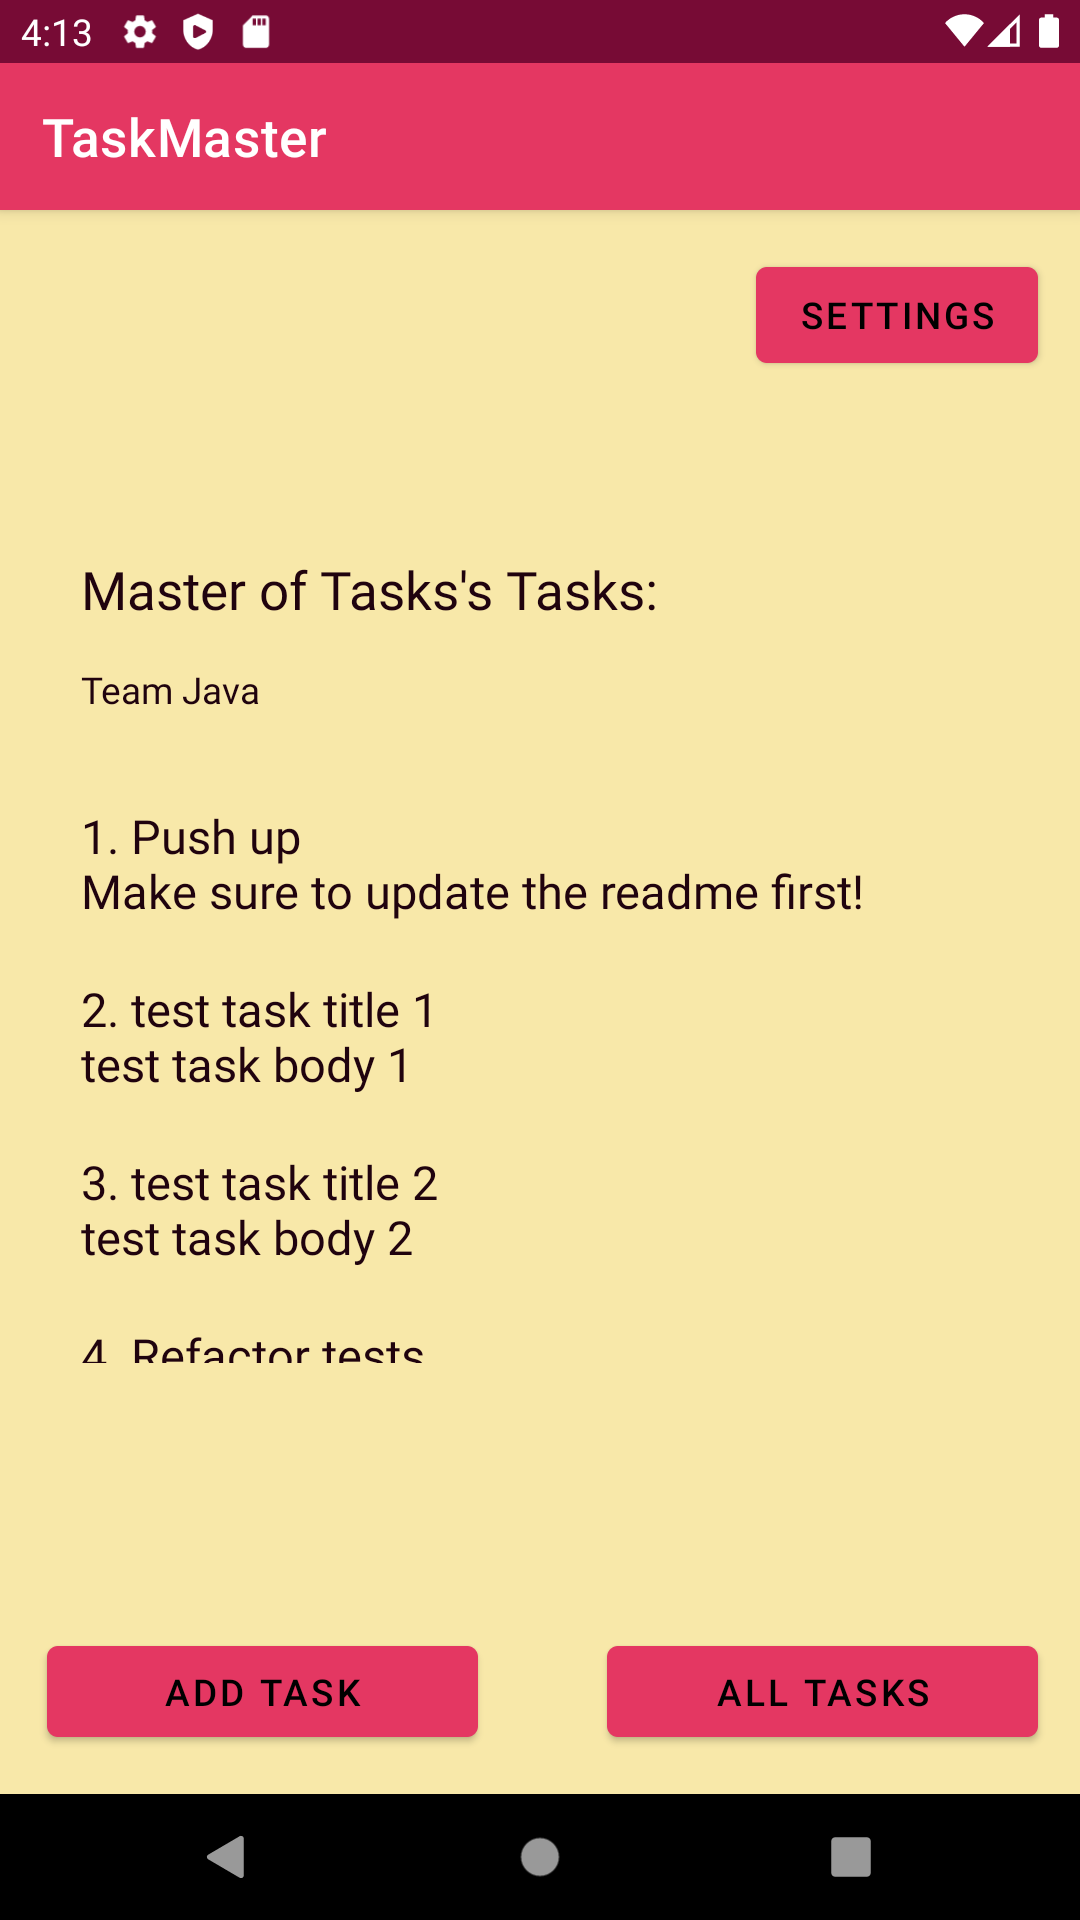 4:13
TaskMaster
SETTINGS
Master of Tasks's Tasks:
Team Java
1. Push up
Make sure to update the readme first!
2. test task title 1
test task body 1
3. test task title 2
test task body 2
4. Refactor tests
ADD TASK
ALL TASKS